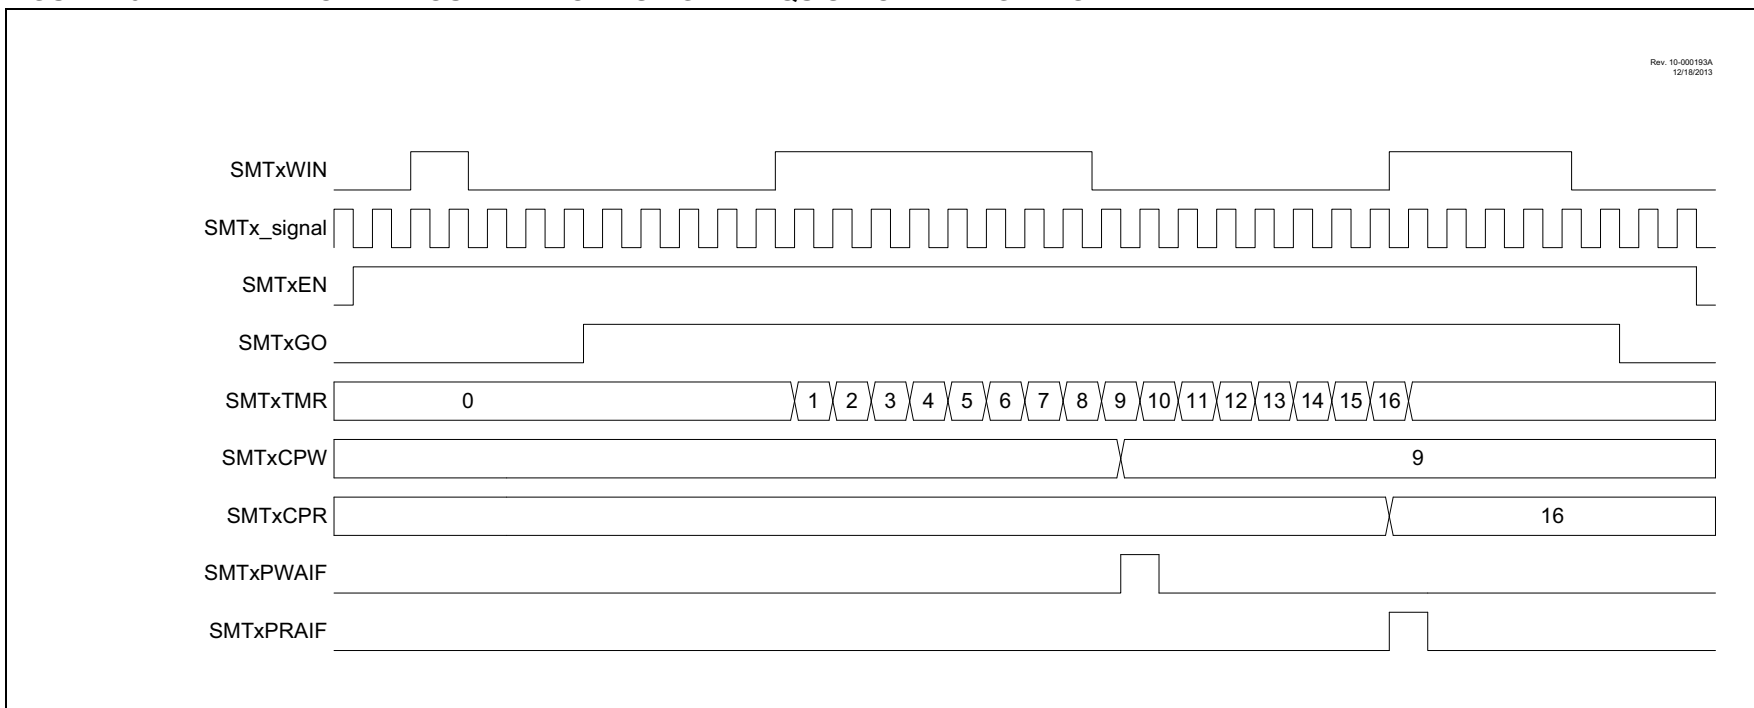 Rev. 10-000193A
12/18/2013
SMTxWIN
SMTx_signal
SMTxEN
SMTxGO
SMTxTMR 0 1 2 3 4 5 6 7 8 9 10 11 12 13 14 15 16
SMTxCPW 9
SMTxCPR 16
SMTxPWAIF
SMTxPRAIF